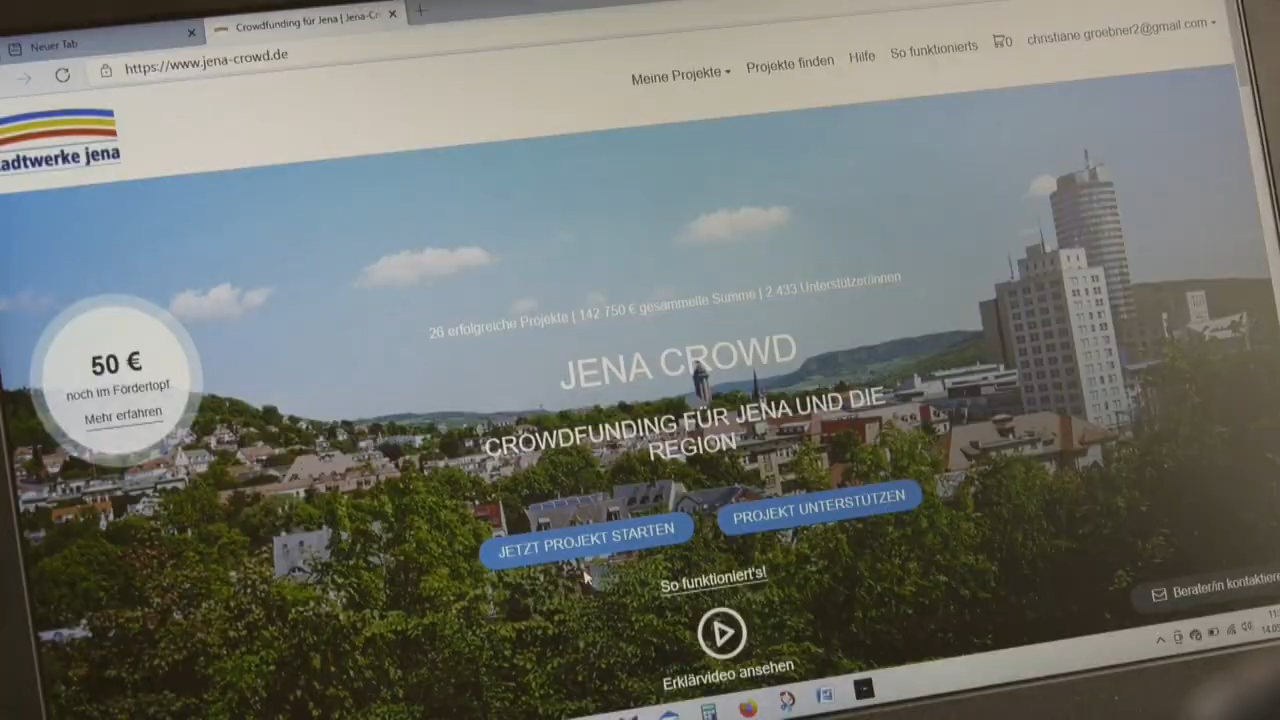 Neuer Tab
Crowdfunding für Jena | Jena-Cr
https://www.jena-crowd.de
Meine Projekte
Projekte finden
Hilfe
So funktionierts
0
christiane.groebner2@gmail.com
adtwerke jena
26 erfolgreiche Projekte | 142 750 € gesammelte Summe | 2 433 Unterstützer/innen
50 €
noch im Fördertopf
Mehr erfahren
JENA CROWD
CROWDFUNDING FÜR JENA UND DIE
REGION
JETZT PROJEKT STARTEN
PROJEKT UNTERSTÜTZEN
So funktioniert's!
Erklärvideo ansehen
Berater/in kontaktiere